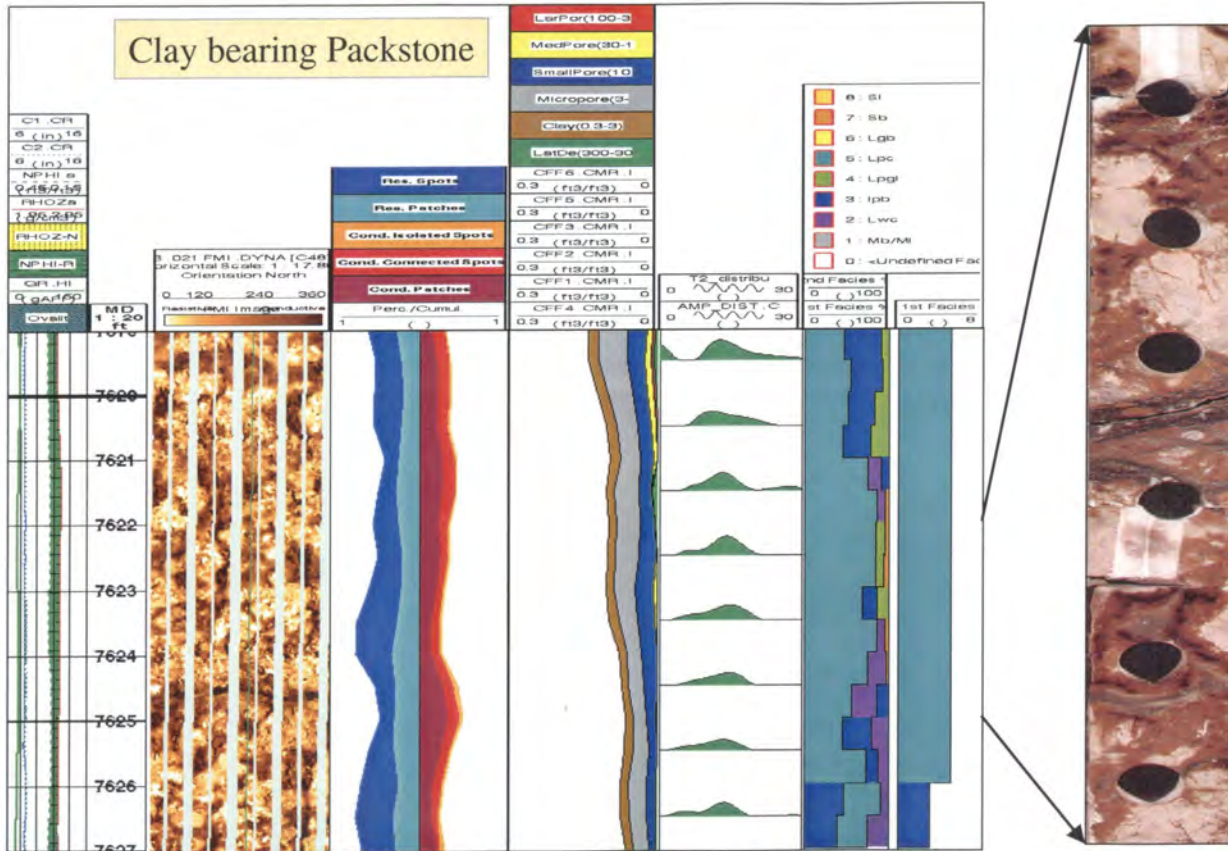 Clay bearing Packstone
C1 .CR
6 (in) 16
C2 .CR
6 (in) 16
RHOZ-N
NPHI-R
GR .HI
MD
1 : 20
ft
Orientation North
0 120 240 360
Res. Spots
Res. Patches
Cond. Isolated Spots
Cond. Connected Spots
Cond. Patches
Perc./Cumul.
1 ( ) 1
LarPor(100-3
MedPore(30-1
SmallPore(10
Micropore(3-
Clay(0.3-3)
LatDe(300-30
CFF6 .CMR .I
0.3 (ft3/ft3) 0
CFF5 .CMR .I
0.3 (ft3/ft3) 0
CFF3 .CMR .I
0.3 (ft3/ft3) 0
CFF2 .CMR .I
0.3 (ft3/ft3) 0
CFF1 .CMR .I
0.3 (ft3/ft3) 0
CFF4 .CMR .I
0.3 (ft3/ft3) 0
T2_distribu
0 30
( )
AMP_DIST .C
0 30
( )
7 : Sb
6 : Lgb
5 : Lpc
4 : Lpgl
3 : Ipb
2 : Lwc
1 : Mb/Ml
0 : <Undefined Fac
nd Facies
0 ( )100
st Facies
0 ( )100
1st Facies
0 ( ) 8
7620
7621
7622
7623
7624
7625
7626
7627